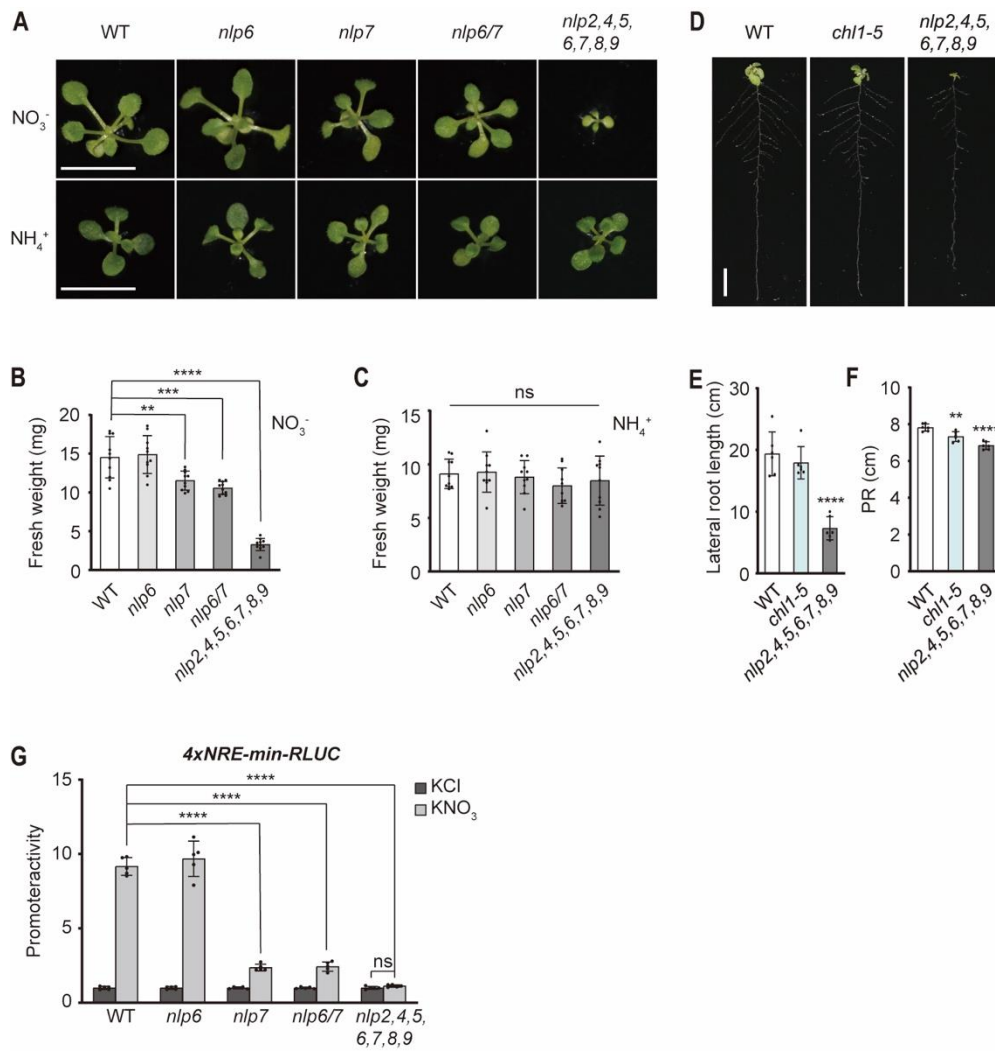 A
WT
nlp6
nlp7
nlp6/7
nlp2,4,5,
6,7,8,9
NO₃⁻
NH₄⁺
D
WT
chl1-5
nlp2,4,5,
6,7,8,9
B
****
***
**
NO₃⁻
Fresh weight (mg)
20
15
10
5
0
WT
nlp6
nlp7
nlp6/7
nlp2,4,5,6,7,8,9
C
ns
NH₄⁺
Fresh weight (mg)
15
10
5
0
WT
nlp6
nlp7
nlp6/7
nlp2,4,5,6,7,8,9
E
Lateral root length (cm)
30
20
10
0
****
WT
chl1-5
nlp2,4,5,6,7,8,9
F
PR (cm)
10
8
6
4
2
0
**
****
WT
chl1-5
nlp2,4,5,6,7,8,9
G
4xNRE-min-RLUC
****
****
****
ns
KCl
KNO₃
Promoteractivity
15
10
5
0
WT
nlp6
nlp7
nlp6/7
nlp2,4,5,
6,7,8,9